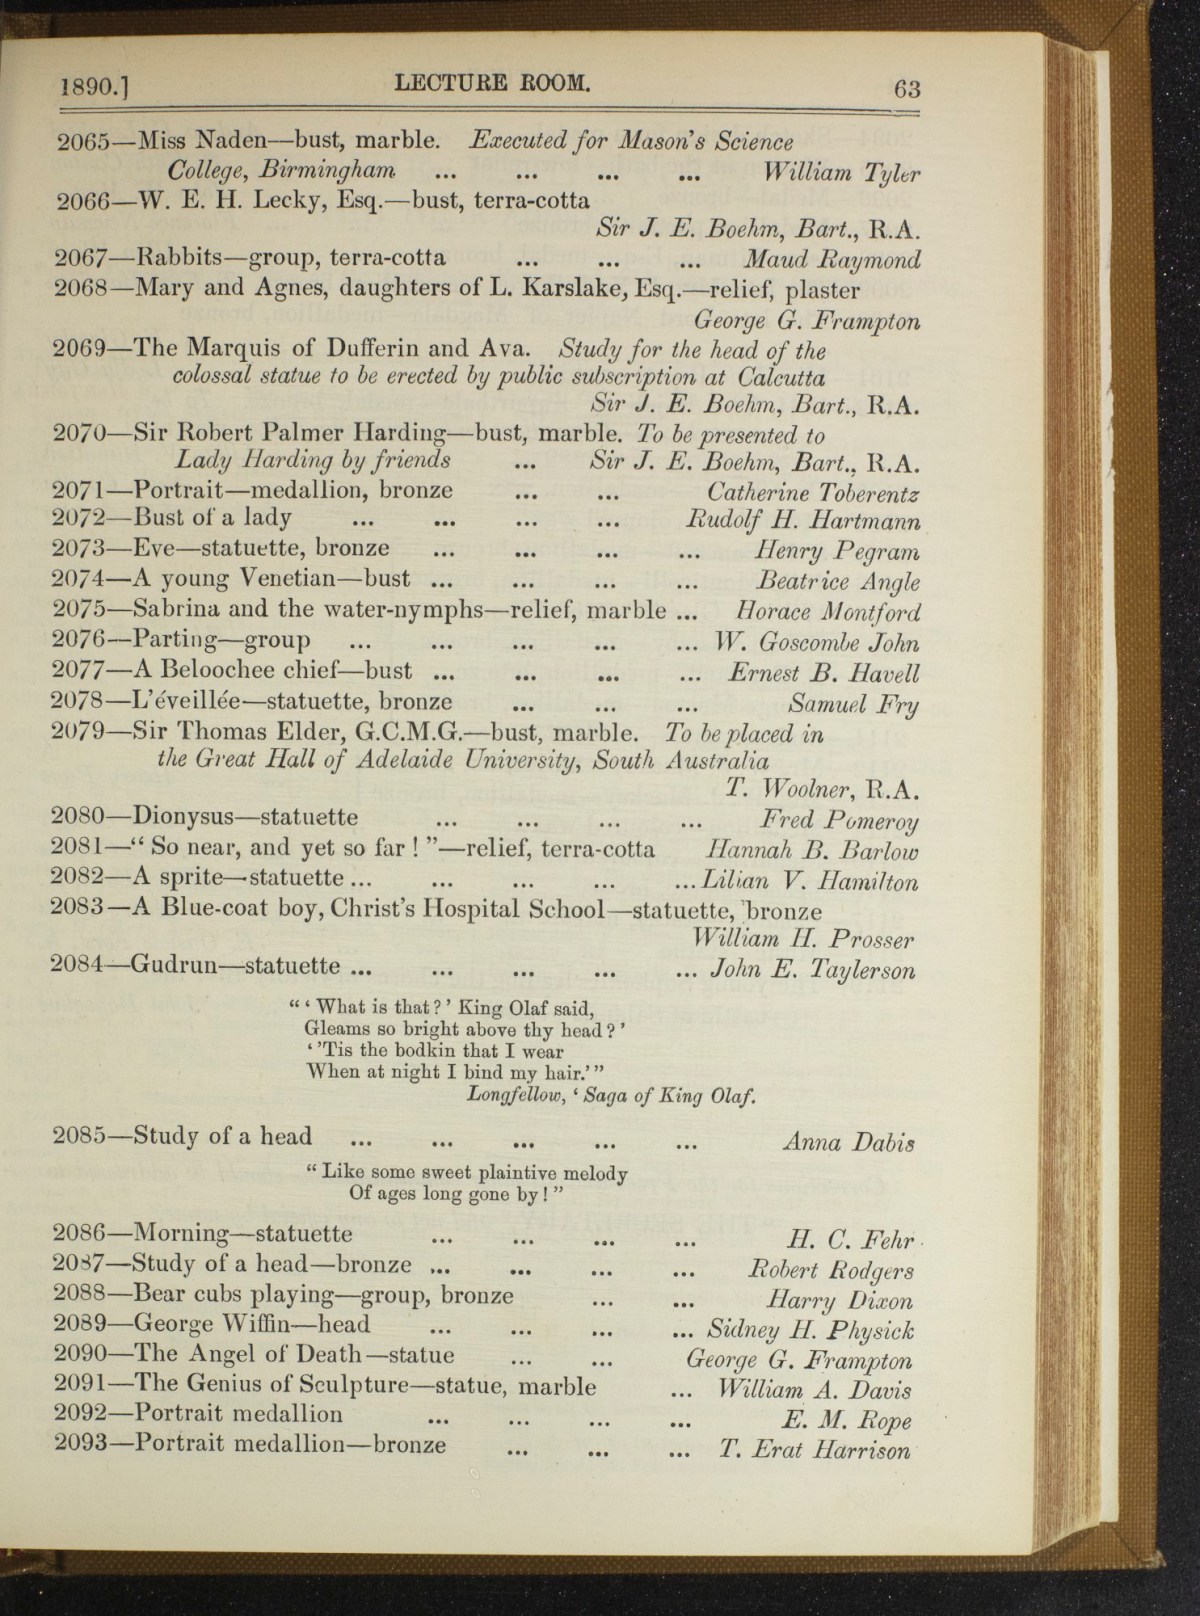 1890.] LECTURE ROOM. 63
2065—Miss Naden—bust, marble. Executed for Mason's Science
College, Birmingham ... ... ... ... William Tyler
2066—W. E. H. Lecky, Esq.—bust, terra-cotta
Sir J. E. Boehm, Bart., R.A.
2067—Rabbits—group, terra-cotta ... ... ... Maud Raymond
2068—Mary and Agnes, daughters of L. Karslake, Esq.—relief, plaster
George G. Frampton
2069—The Marquis of Dufferin and Ava. Study for the head of the
colossal statue to be erected by public subscription at Calcutta
Sir J. E. Boehm, Bart., R.A.
2070—Sir Robert Palmer Harding—bust, marble. To be presented to
Lady Harding by friends ... Sir J. E. Boehm, Bart., R.A.
2071—Portrait—medallion, bronze ... ... Catherine Toberentz
2072—Bust of a lady ... ... ... ... Rudolf H. Hartmann
2073—Eve—statuette, bronze ... ... ... ... Henry Pegram
2074—A young Venetian—bust ... ... ... ... Beatrice Angle
2075—Sabrina and the water-nymphs—relief, marble ... Horace Montford
2076—Parting—group ... ... ... ... ... W. Goscombe John
2077—A Beloochee chief—bust ... ... ... ... Ernest B. Havell
2078—L'éveillée—statuette, bronze ... ... ... Samuel Fry
2079—Sir Thomas Elder, G.C.M.G.—bust, marble. To be placed in
the Great Hall of Adelaide University, South Australia
T. Woolner, R.A.
2080—Dionysus—statuette ... ... ... ... Fred Pomeroy
2081—“ So near, and yet so far ! ”—relief, terra-cotta Hannah B. Barlow
2082—A sprite—statuette ... ... ... ... ... Lilian V. Hamilton
2083—A Blue-coat boy, Christ's Hospital School—statuette, bronze
William H. Prosser
2084—Gudrun—statuette ... ... ... ... ... John E. Taylerson
“ ‘ What is that ? ’ King Olaf said,
Gleams so bright above thy head ? ’
‘ ’Tis the bodkin that I wear
When at night I bind my hair.’ ”
Longfellow, ‘ Saga of King Olaf.
2085—Study of a head ... ... ... ... ... Anna Dabis
“ Like some sweet plaintive melody
Of ages long gone by ! ”
2086—Morning—statuette ... ... ... ... H. C. Fehr
2087—Study of a head—bronze ... ... ... ... Robert Rodgers
2088—Bear cubs playing—group, bronze ... ... Harry Dixon
2089—George Wiffin—head ... ... ... ... Sidney H. Physick
2090—The Angel of Death—statue ... ... George G. Frampton
2091—The Genius of Sculpture—statue, marble ... William A. Davis
2092—Portrait medallion ... ... ... ... E. M. Rope
2093—Portrait medallion—bronze ... ... ... T. Erat Harrison